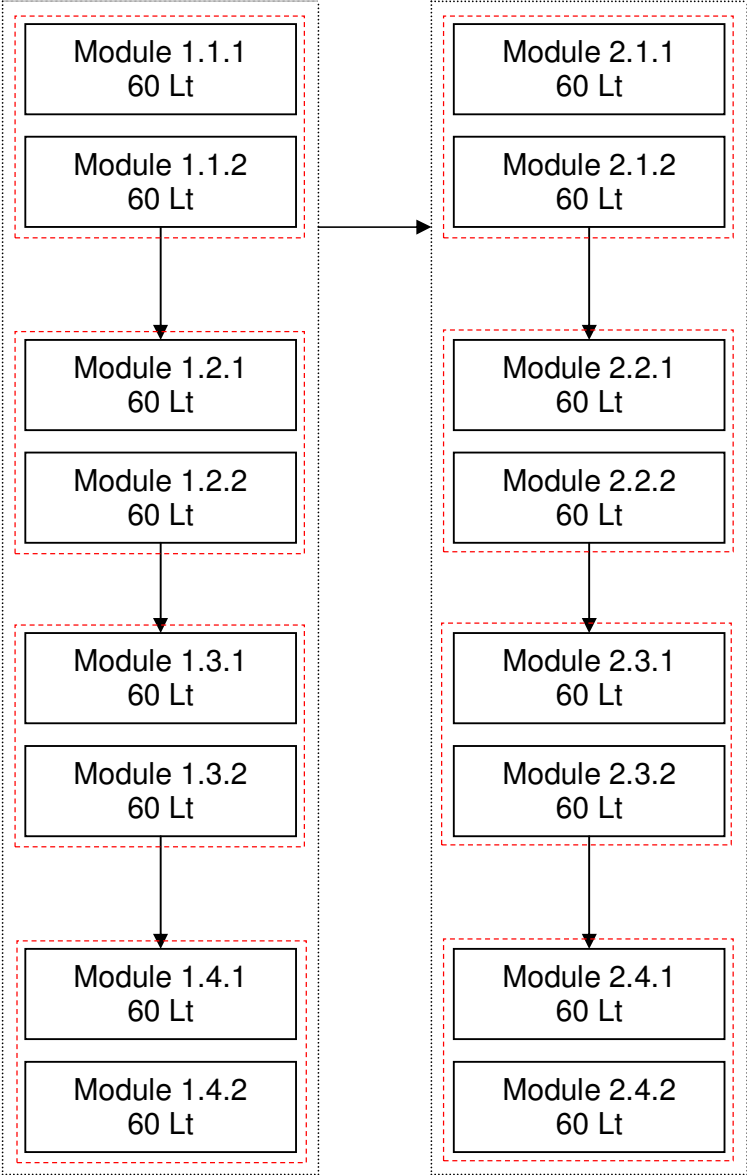 Module 1.1.1
60 Lt
Module 1.1.2
60 Lt
Module 1.2.1
60 Lt
Module 1.2.2
60 Lt
Module 1.3.1
60 Lt
Module 1.3.2
60 Lt
Module 1.4.1
60 Lt
Module 1.4.2
60 Lt
Module 2.1.1
60 Lt
Module 2.1.2
60 Lt
Module 2.2.1
60 Lt
Module 2.2.2
60 Lt
Module 2.3.1
60 Lt
Module 2.3.2
60 Lt
Module 2.4.1
60 Lt
Module 2.4.2
60 Lt